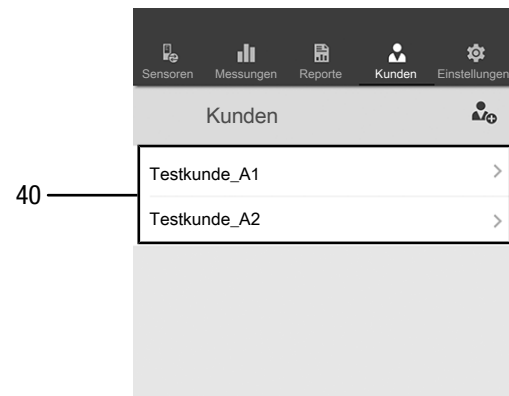 Sensoren Messungen Reporte Kunden Einstellungen
Kunden
Testkunde_A1
40
Testkunde_A2